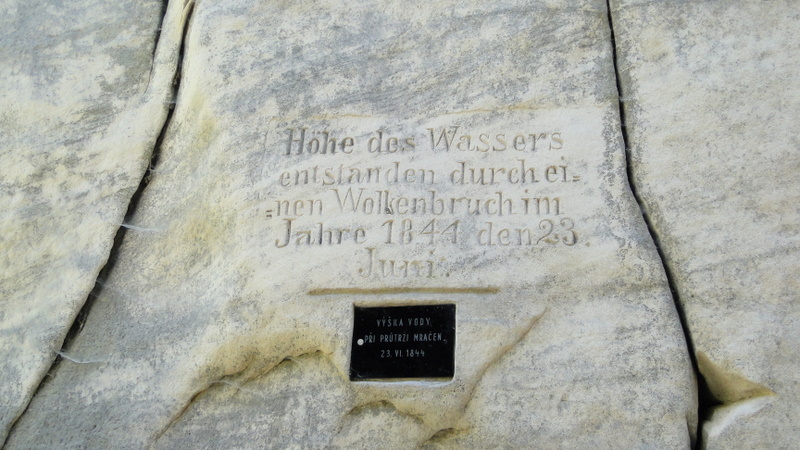 Höhe des Wassers
entstanden durch ei=
=nen Wolkenbruch im
Jahre 1844 den 23.
Juni.
VÝŠKA VODY
PŘI PRŮTRŽI MRAČEN
23. VI. 1844